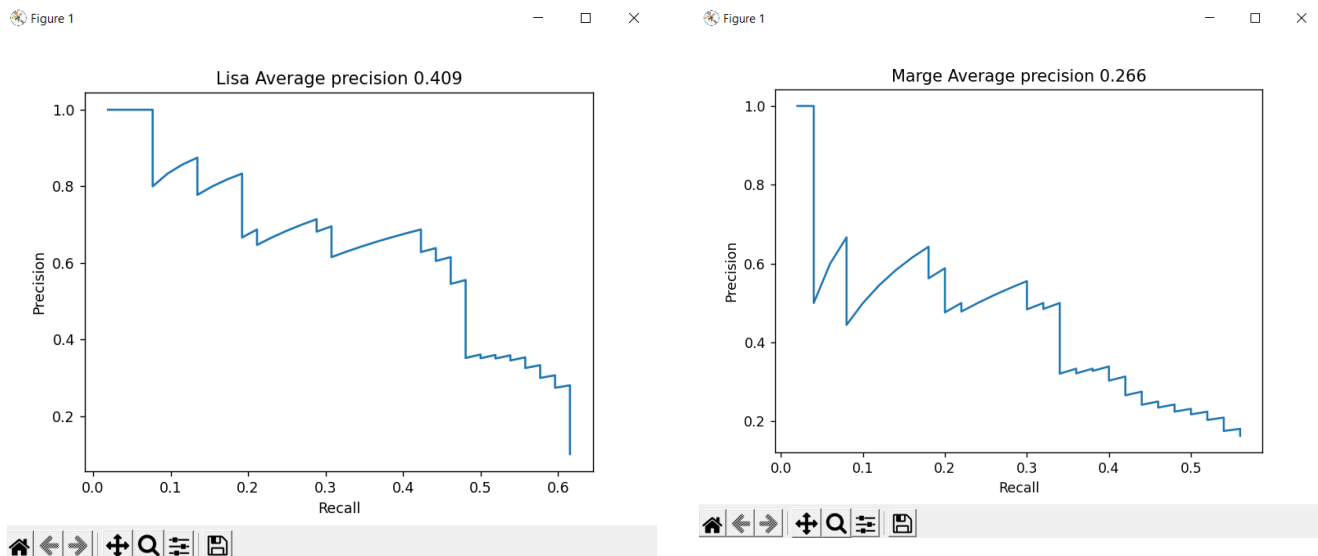 Figure 1
Lisa Average precision 0.409
1.0
0.8
0.6
0.4
0.2
Precision
0.0 0.1 0.2 0.3 0.4 0.5 0.6
Recall
Figure 1
Marge Average precision 0.266
1.0
0.8
0.6
0.4
0.2
Precision
0.0 0.1 0.2 0.3 0.4 0.5
Recall